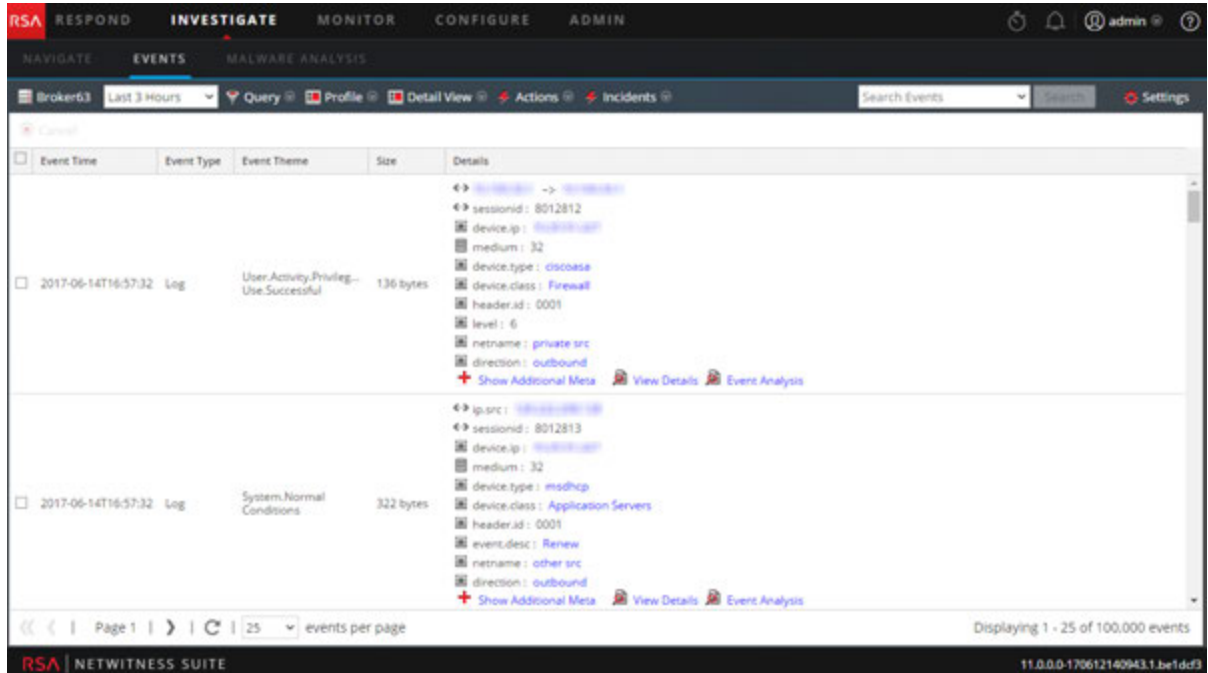 RSA RESPOND INVESTIGATE MONITOR CONFIGURE ADMIN admin
NAVIGATE EVENTS MALWARE ANALYSIS
Broker63 Last 3 Hours Query Profile Detail View Actions Incidents Search Events Search Settings
Cancel
Event Time Event Type Event Theme Size Details
->
sessionid : 8012812
device.ip :
medium : 32
device.type : ciscoasa
device.class : Firewall
header.id : 0001
level : 6
netname : private src
direction : outbound
2017-06-14T16:57:32 Log User.Activity.Privileg... 136 bytes
Use.Successful
Show Additional Meta View Details Event Analysis
ip.src :
sessionid : 8012813
device.ip :
medium : 32
device.type : msdhcp
device.class : Application Servers
header.id : 0001
event.desc : Renew
netname : other src
direction : outbound
2017-06-14T16:57:32 Log System.Normal 322 bytes
Conditions
Show Additional Meta View Details Event Analysis
Page 1 | 25 events per page Displaying 1 - 25 of 100,000 events
RSA | NETWITNESS SUITE 11.0.0.0-170612140943.1.be1dcf3